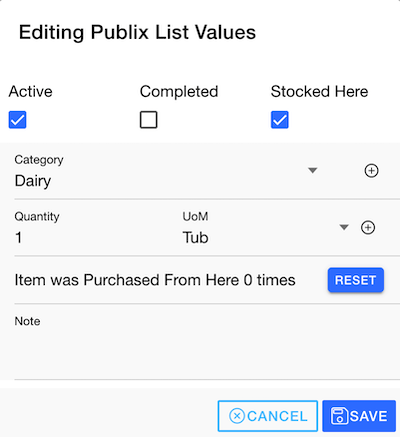 Editing Publix List Values
Active Completed Stocked Here
Category
Dairy
Quantity UoM
1 Tub
Item was Purchased From Here 0 times RESET
Note
CANCEL SAVE